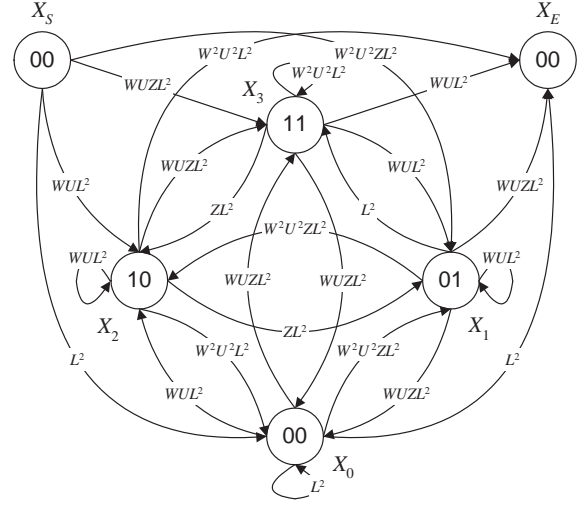 X_S
X_E
00
W²U²L²
W²U²ZL²
00
W²U²L²
WUZL²
WUL²
X_3
11
WUZL²
WUL²
WUL²
WUZL²
ZL²
L²
W²U²ZL²
WUL²
10
WUZL²
WUZL²
01
WUL²
X_2
X_1
ZL²
W²U²L²
W²U²ZL²
L²
L²
WUL²
WUZL²
00
X_0
L²